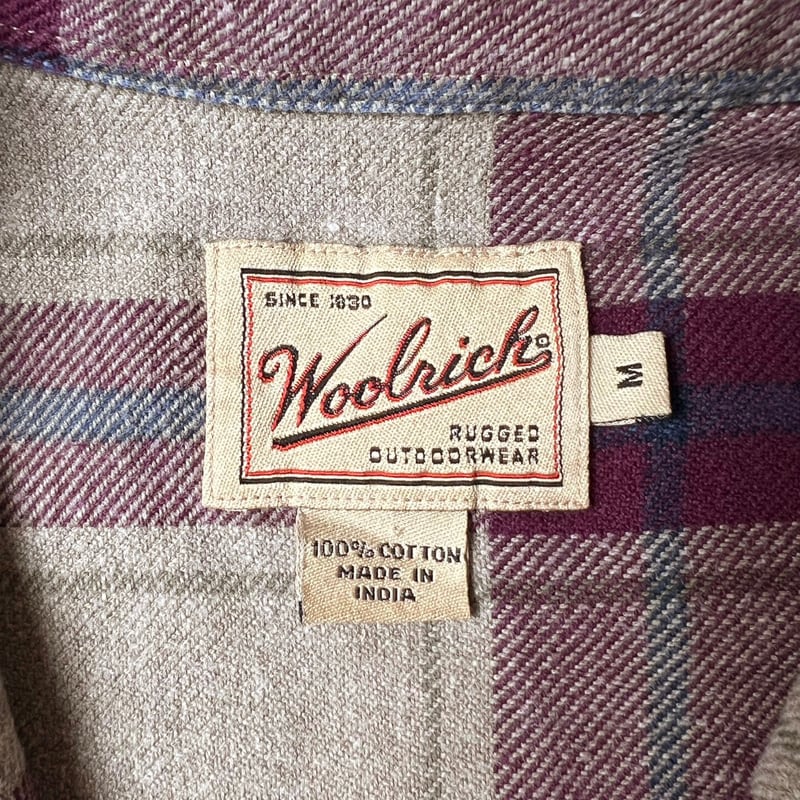 SINCE 1830
Woolrich®
RUGGED
OUTDOORWEAR
M
100% COTTON
MADE IN
INDIA